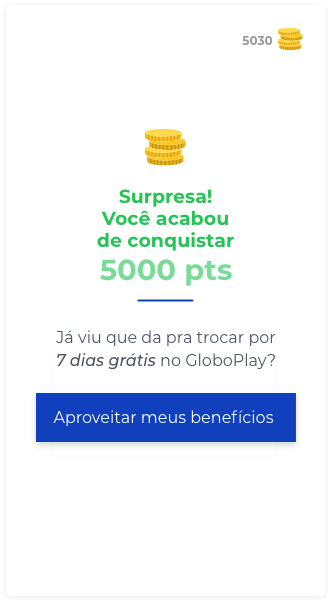 5030
Surpresa!
Você acabou
de conquistar
5000 pts
Já viu que da pra trocar por
7 dias grátis no GloboPlay?
Aproveitar meus benefícios